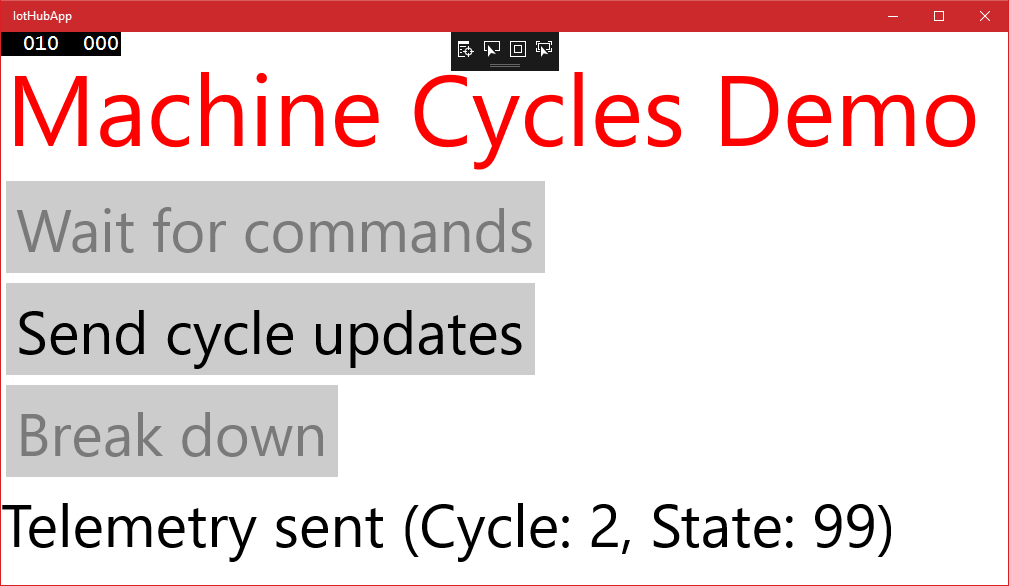 IotHubApp
010 000
Machine Cycles Demo
Wait for commands
Send cycle updates
Break down
Telemetry sent (Cycle: 2, State: 99)